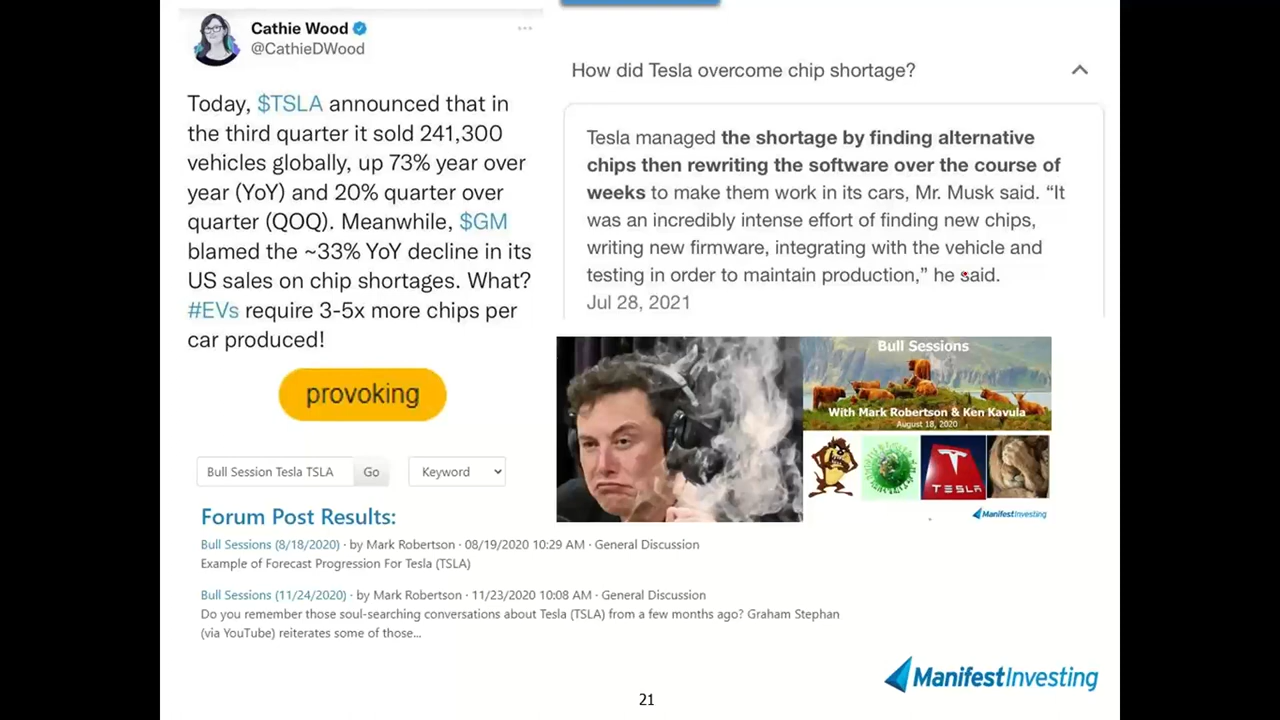 Cathie Wood
@CathieDWood
Today, $TSLA announced that in
the third quarter it sold 241,300
vehicles globally, up 73% year over
year (YoY) and 20% quarter over
quarter (QOQ). Meanwhile, $GM
blamed the ~33% YoY decline in its
US sales on chip shortages. What?
#EVs require 3-5x more chips per
car produced!
provoking
How did Tesla overcome chip shortage?
Tesla managed the shortage by finding alternative
chips then rewriting the software over the course of
weeks to make them work in its cars, Mr. Musk said. “It
was an incredibly intense effort of finding new chips,
writing new firmware, integrating with the vehicle and
testing in order to maintain production,” he said.
Jul 28, 2021
Bull Sessions
With Mark Robertson & Ken Kavula
August 18, 2020
TESLA
ManifestInvesting
Bull Session Tesla TSLA Go Keyword
Forum Post Results:
Bull Sessions (8/18/2020) · by Mark Robertson · 08/19/2020 10:29 AM · General Discussion
Example of Forecast Progression For Tesla (TSLA)
Bull Sessions (11/24/2020) · by Mark Robertson · 11/23/2020 10:08 AM · General Discussion
Do you remember those soul-searching conversations about Tesla (TSLA) from a few months ago? Graham Stephan
(via YouTube) reiterates some of those...
ManifestInvesting
21